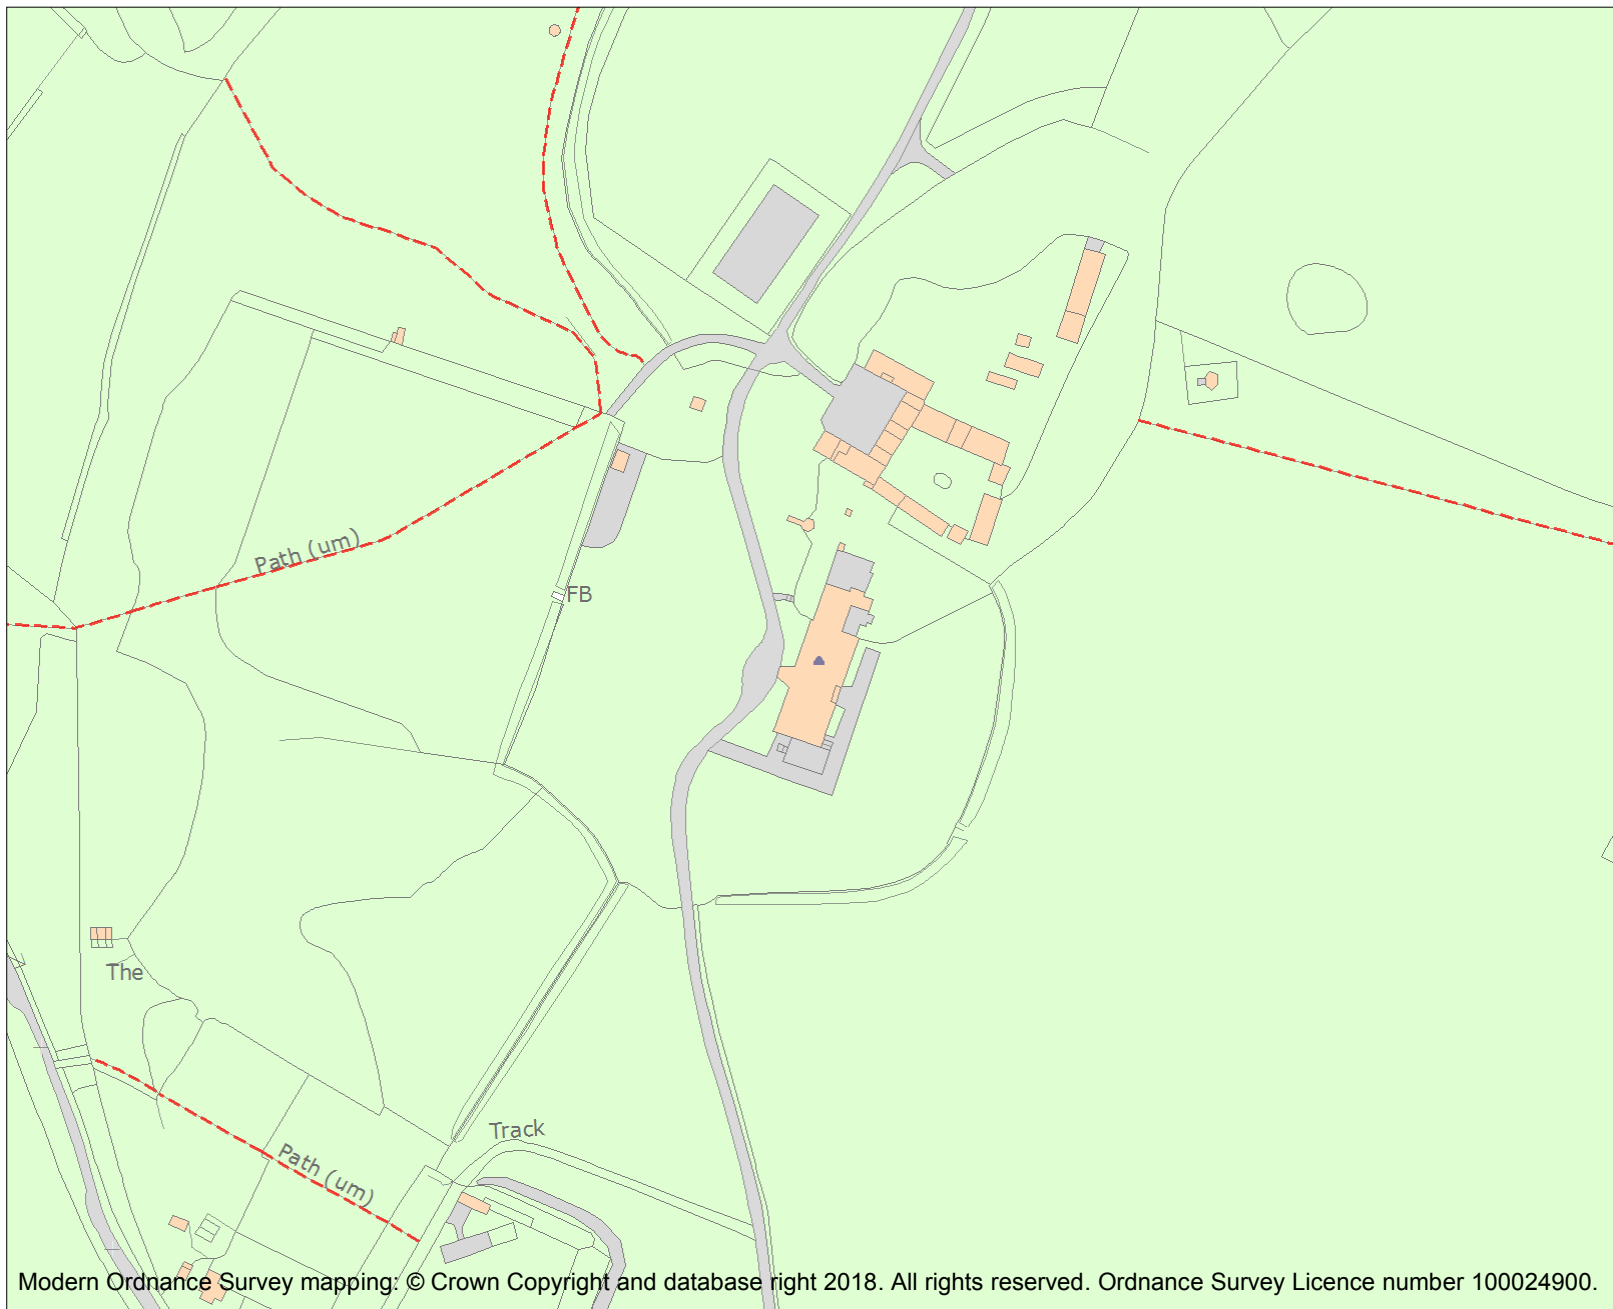 Path (um)
FB
The
Track
Path (um)
Modern Ordnance Survey mapping: © Crown Copyright and database right 2018. All rights reserved. Ordnance Survey Licence number 100024900.